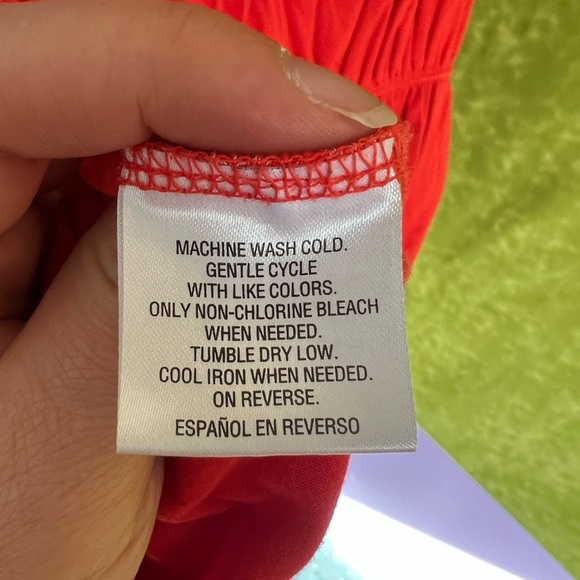 MACHINE WASH COLD.
GENTLE CYCLE
WITH LIKE COLORS.
ONLY NON-CHLORINE BLEACH
WHEN NEEDED.
TUMBLE DRY LOW.
COOL IRON WHEN NEEDED.
ON REVERSE.
ESPAÑOL EN REVERSO